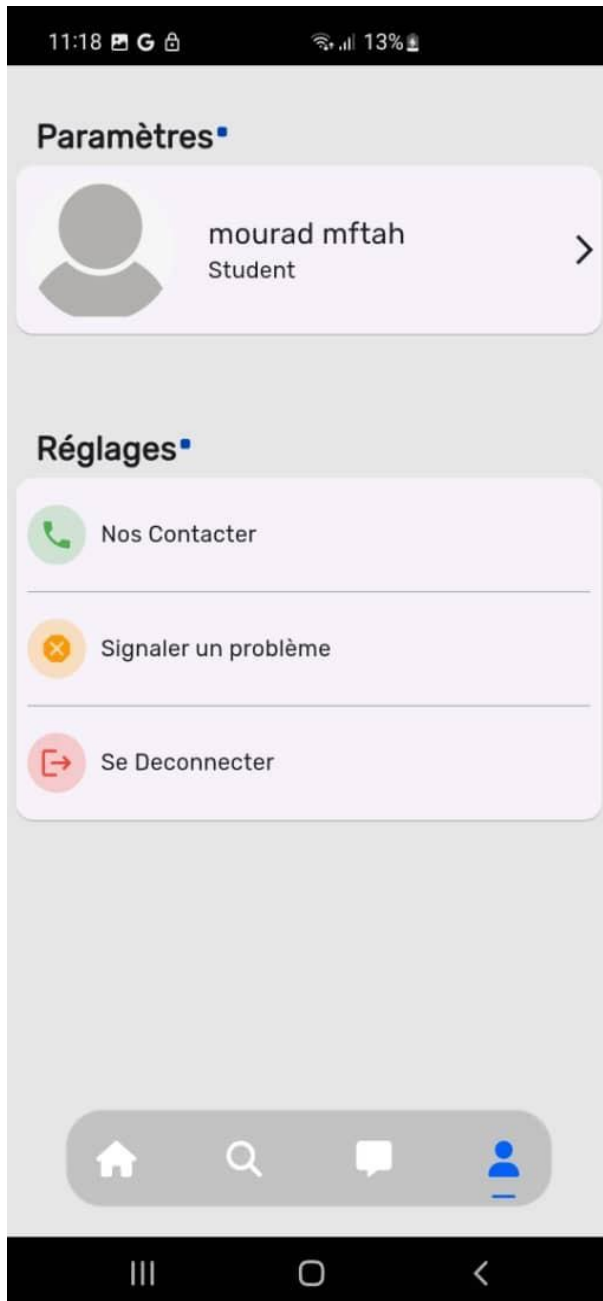 11:18 G 13%
Paramètres
mourad mftah
Student
Réglages
Nos Contacter
Signaler un problème
Se Deconnecter